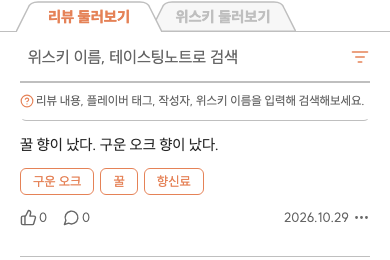 리뷰 둘러보기
위스키 둘러보기
위스키 이름, 테이스팅노트로 검색
리뷰 내용, 플레이버 태그, 작성자, 위스키 이름을 입력해 검색해보세요.
꿀 향이 났다. 구운 오크 향이 났다.
구운 오크
꿀
향신료
0
0
2026.10.29